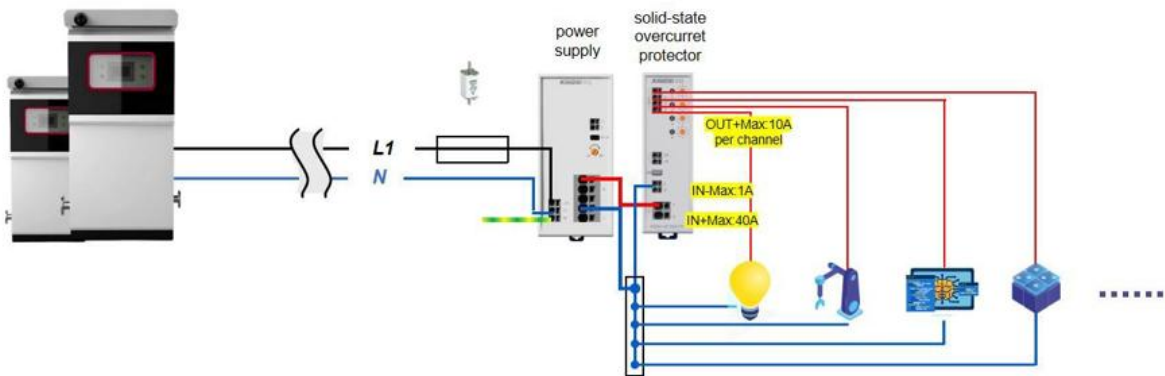 power
supply
solid-state
overcurret
protector
OUT+Max:10A
per channel
L1
N
IN-Max:1A
IN+Max:40A